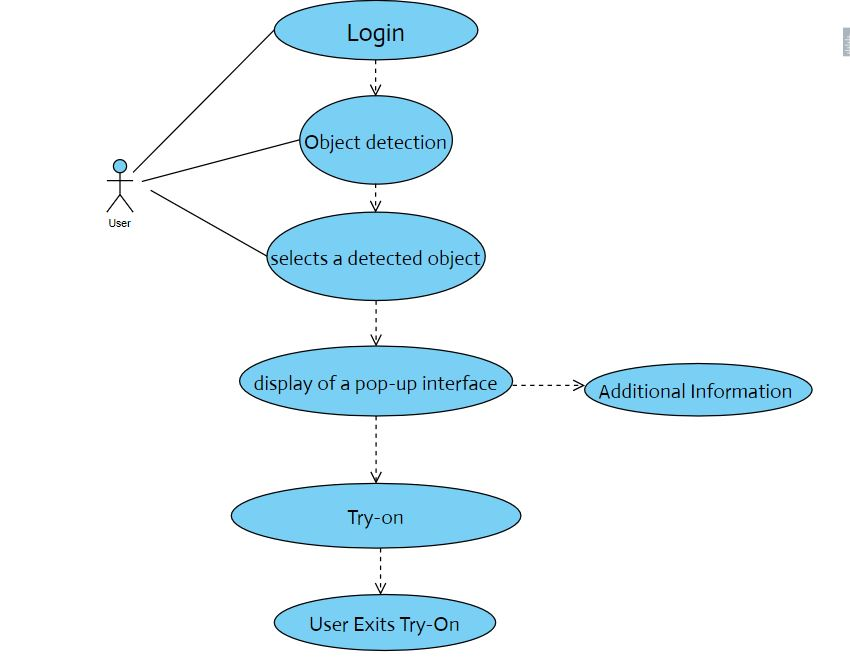 Login
Object detection
User
selects a detected object
display of a pop-up interface
Additional Information
Try-on
User Exits Try-On